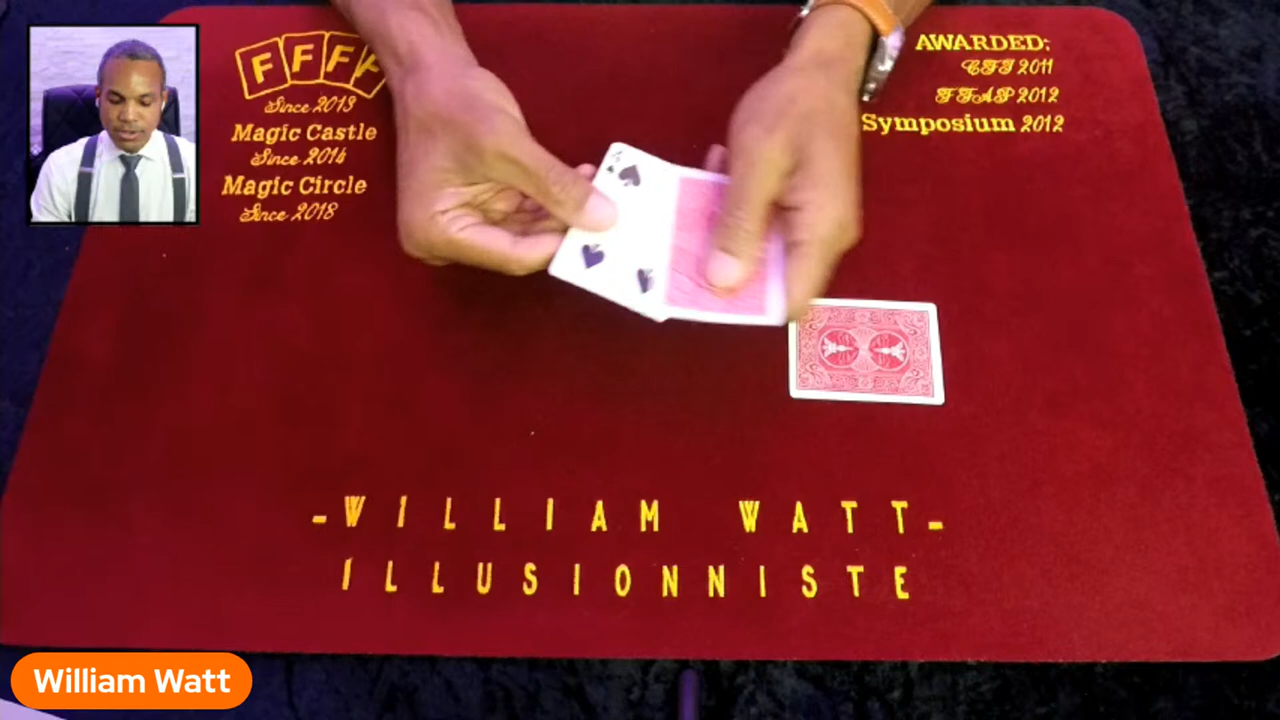 FFFF
Since 2013
Magic Castle
Since 2014
Magic Circle
Since 2018
AWARDED:
CFI 2011
FFAP 2012
Symposium 2012
-WILLIAM WATT-
ILLUSIONNISTE
William Watt